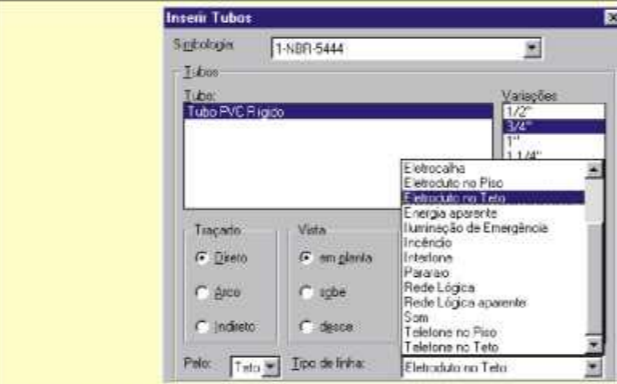 Inserir Tubos
Simbologia: 1-NBR-5444
Tubos
Tubo:
Tubo PVC Rígido
Variações
1/2"
3/4"
1"
1 1/4"
Eletrocalha
Eletroduto no Piso
Eletroduto no Teto
Energia aparente
Iluminação de Emergência
Incêndio
Interfone
Pararaio
Rede Lógica
Rede Lógica aparente
Som
Telefone no Piso
Telefone no Teto
Traçado
Direto
Arco
Indireto
Vista
em planta
sobe
desce
Pelo: Teto Tipo de linha: Eletroduto no Teto